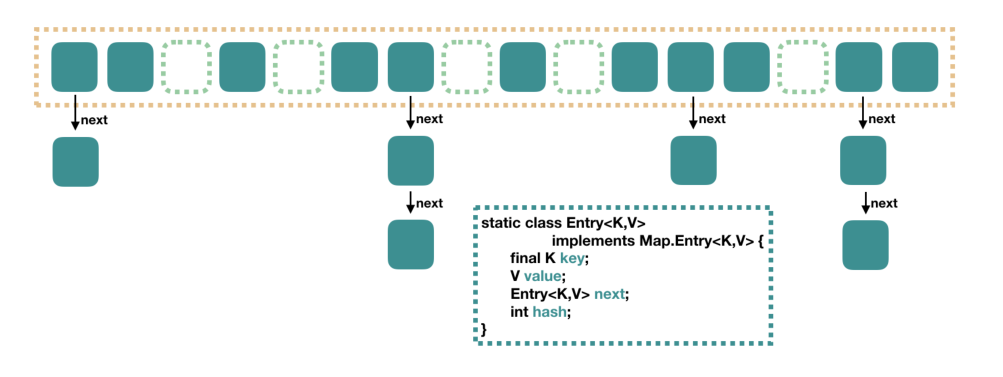 next
next
next
next
next
next
static class Entry<K,V>
implements Map.Entry<K,V> {
final K key;
V value;
Entry<K,V> next;
int hash;
}